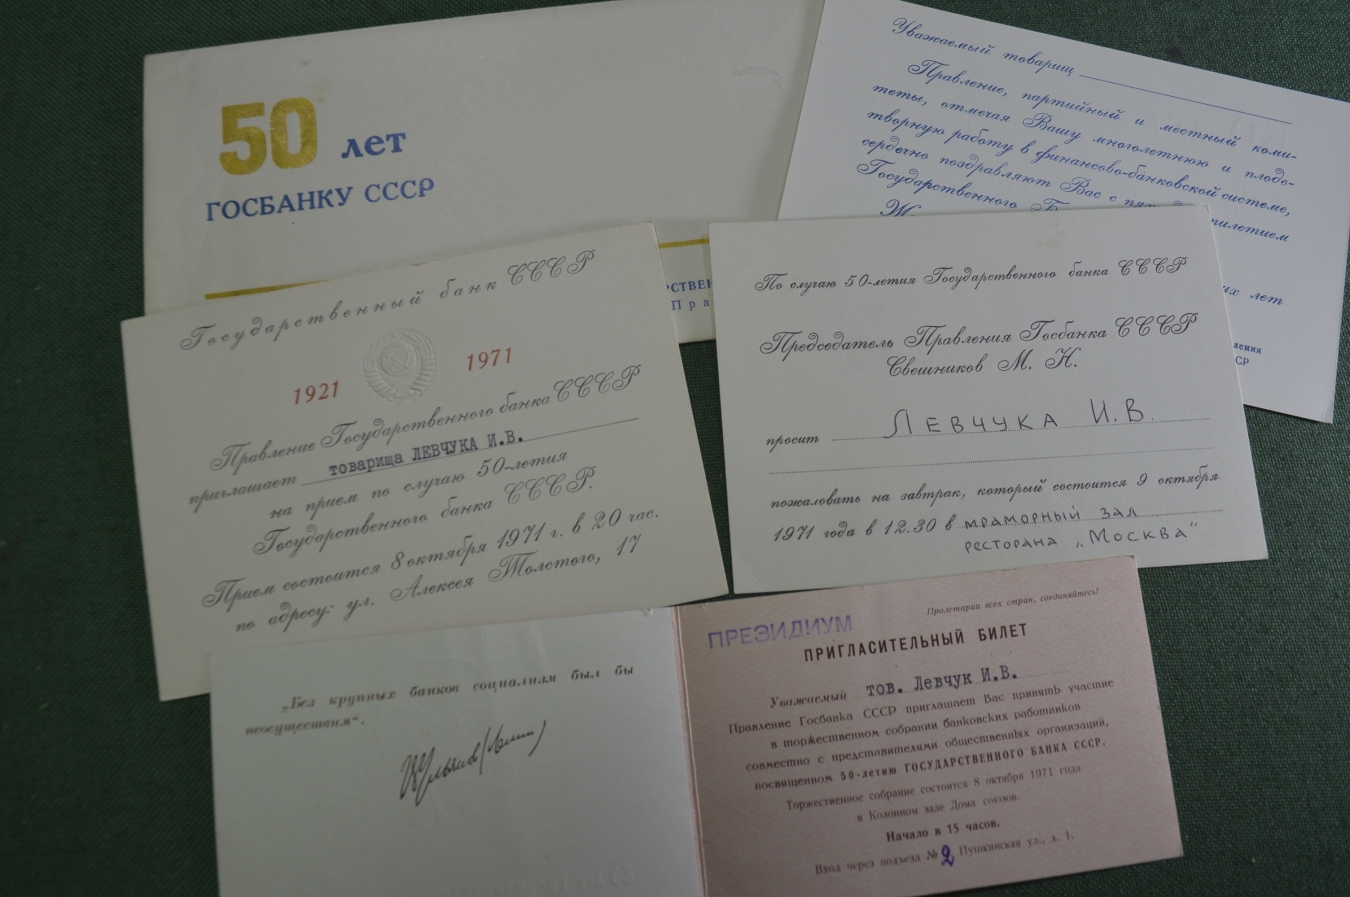 50 лет
ГОСБАНКУ СССР
Уважаемый товарищ
Правление, партийный и местный коми-
теты, отмечая Вашу многолетнюю и плодо-
творную работу в финансово-банковской системе,
сердечно поздравляют Вас с
Государственного
лет
СССР
Государственный банк СССР
1921 1971
Правление Государственного банка СССР
приглашает товарища ЛЕВЧУКА И.В.
на прием по случаю 50-летия
Государственного банка СССР.
Прием состоится 8 октября 1971 г. в 20 час.
по адресу: ул. Алексея Толстого, 17
По случаю 50-летия Государственного банка СССР
Председатель Правления Госбанка СССР
Свешников М. Н.
просит ЛЕВЧУКА И.В.
пожаловать на завтрак, который состоится 9 октября
1971 года в 12.30 в мраморный зал
ресторана „Москва"
„Без крупных банков социализм был бы
неосуществим“.
В Ульянов (Ленин)
ПРЕЗИДИУМ
Пролетарии всех стран, соединяйтесь!
ПРИГЛАСИТЕЛЬНЫЙ БИЛЕТ
Уважаемый тов. Левчук И.В.
Правление Госбанка СССР приглашает Вас принять участие
в торжественном собрании банковских работников
совместно с представителями общественных организаций,
посвященном 50-летию ГОСУДАРСТВЕННОГО БАНКА СССР.
Торжественное собрание состоится 8 октября 1971 года
в Колонном зале Дома союзов.
Начало в 15 часов.
Вход через подъезд № 2 Пушкинская ул., д. 1.